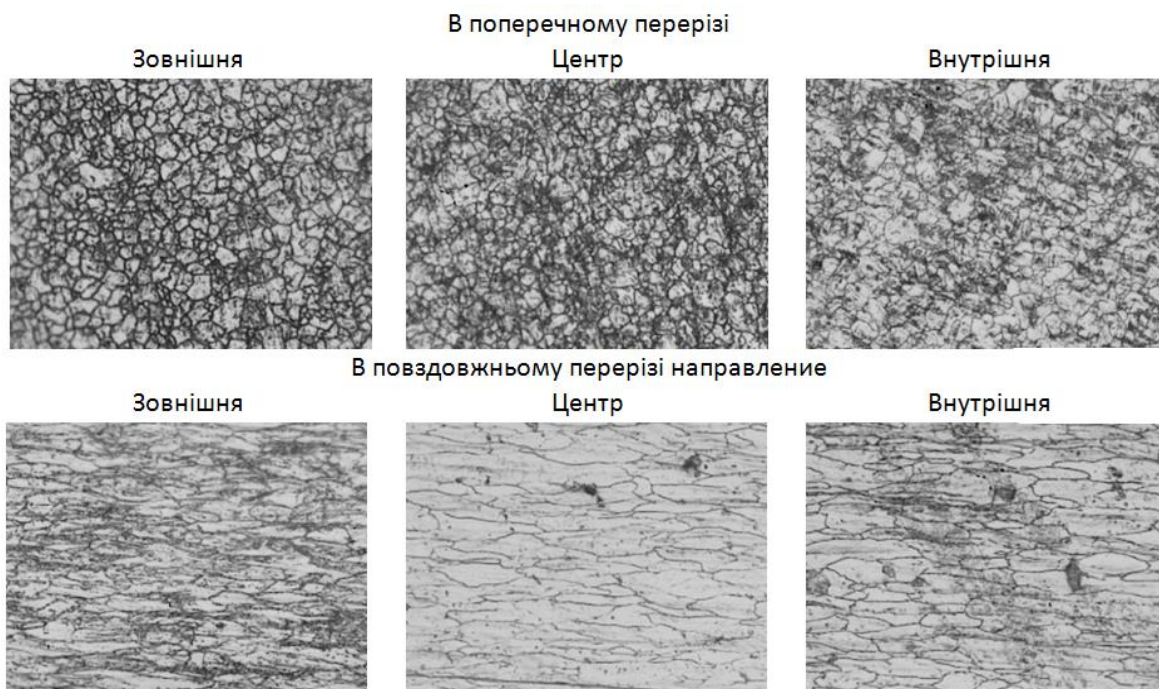 В поперечному перерізі
Зовнішня Центр Внутрішня
В повздовжньому перерізі направление
Зовнішня Центр Внутрішня